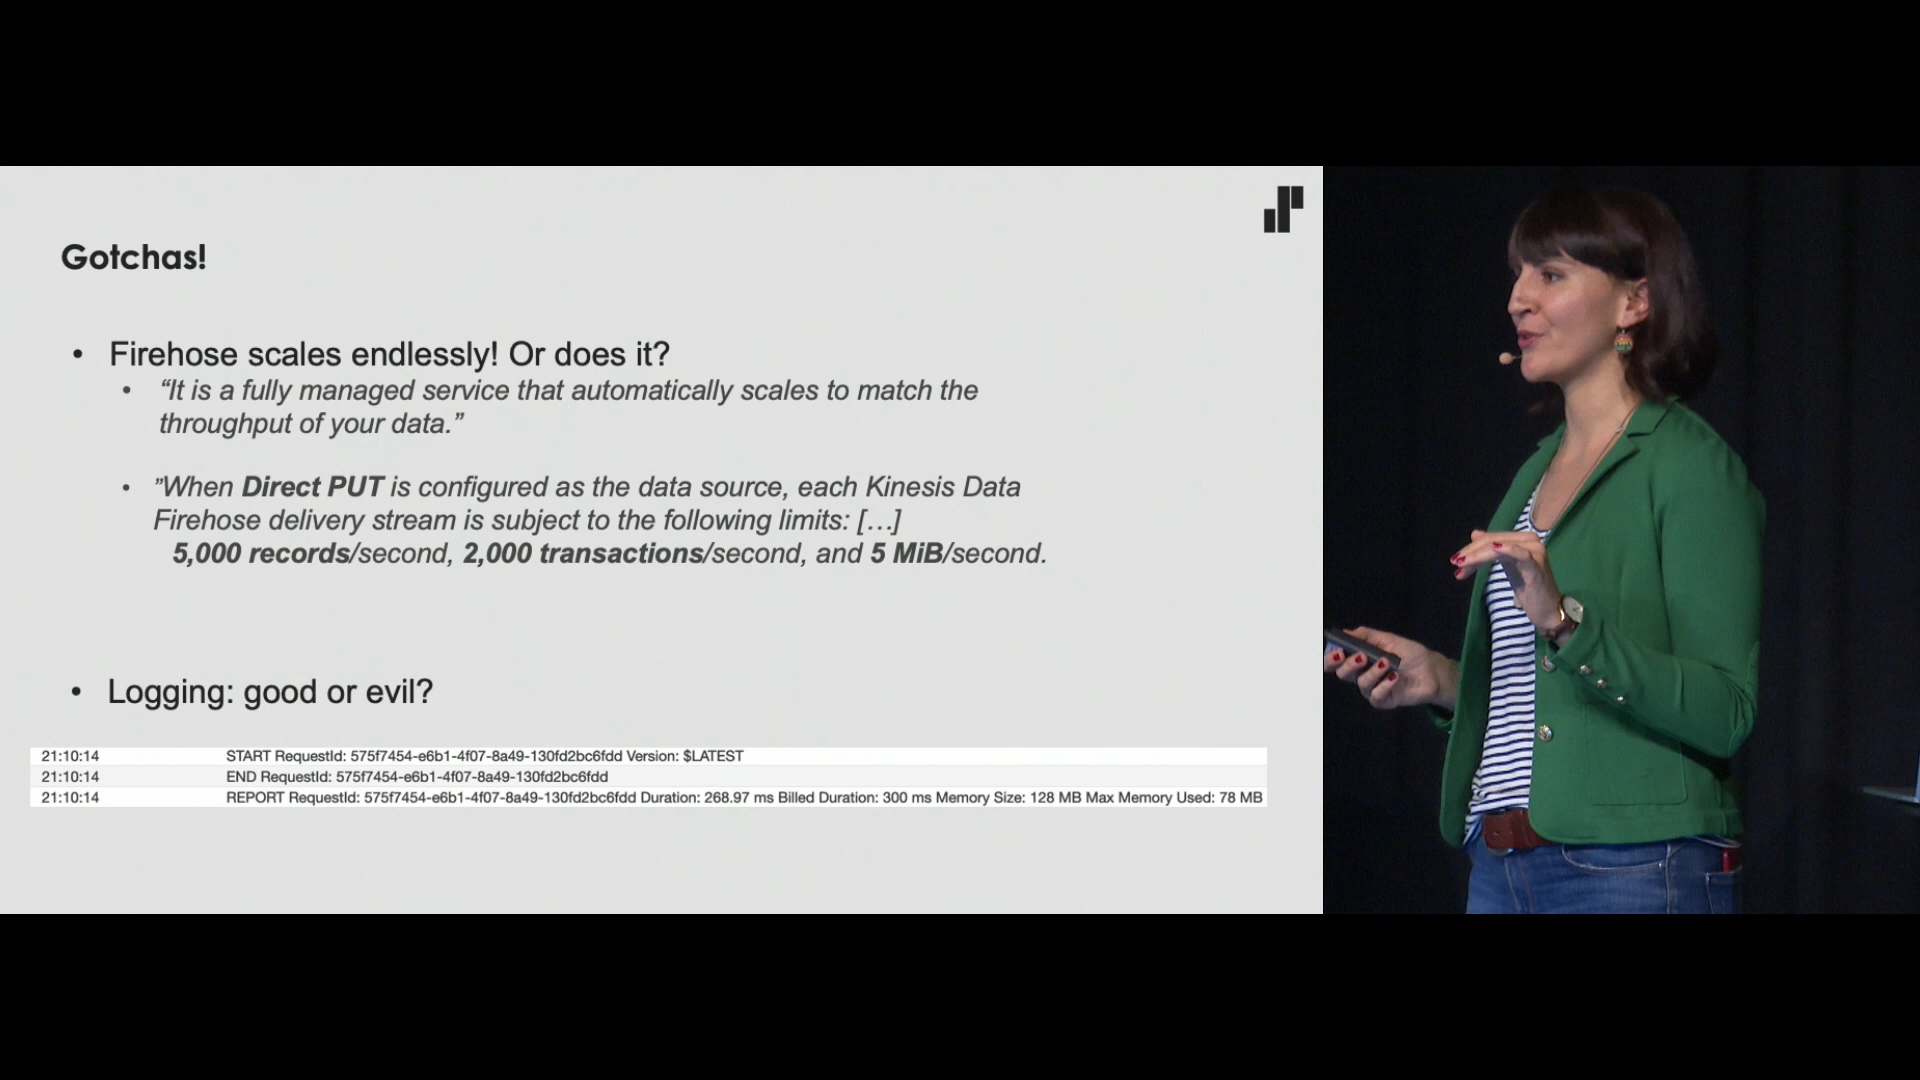 Gotchas!
• Firehose scales endlessly! Or does it?
• “It is a fully managed service that automatically scales to match the
throughput of your data.”
• ”When Direct PUT is configured as the data source, each Kinesis Data
Firehose delivery stream is subject to the following limits: […]
5,000 records/second, 2,000 transactions/second, and 5 MiB/second.
• Logging: good or evil?
21:10:14 START RequestId: 575f7454-e6b1-4f07-8a49-130fd2bc6fdd Version: $LATEST
21:10:14 END RequestId: 575f7454-e6b1-4f07-8a49-130fd2bc6fdd
21:10:14 REPORT RequestId: 575f7454-e6b1-4f07-8a49-130fd2bc6fdd Duration: 268.97 ms Billed Duration: 300 ms Memory Size: 128 MB Max Memory Used: 78 MB